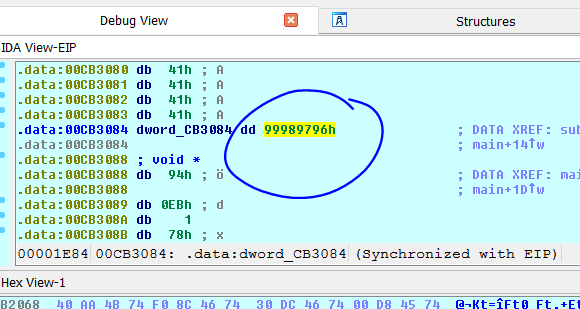 Debug View
Structures
IDA View-EIP
.data:00CB3080 db 41h ; A
.data:00CB3081 db 41h ; A
.data:00CB3082 db 41h ; A
.data:00CB3083 db 41h ; A
.data:00CB3084 dword_CB3084 dd 99989796h ; DATA XREF: sub
.data:00CB3084 ; main+14↑w
.data:00CB3088 ; void *
.data:00CB3088 db 94h ; ö ; DATA XREF: mai
.data:00CB3088 ; main+1D↑w
.data:00CB3089 db 0EBh ; d
.data:00CB308A db 1
.data:00CB308B db 78h ; x
00001E84 00CB3084: .data:dword_CB3084 (Synchronized with EIP)
Hex View-1
B2068 40 AA 4B 74 F0 8C 46 74 30 DC 46 74 00 D8 45 74 @¬Kt=îFt0 Ft.+Et